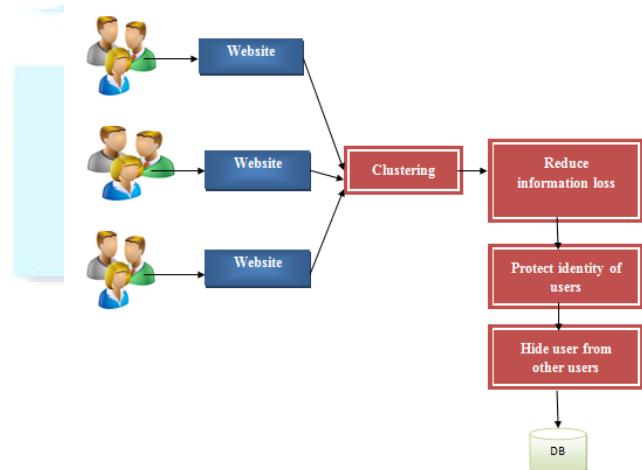 Website
Website
Website
Clustering
Reduce
information loss
Protect identity of
users
Hide user from
other users
DB